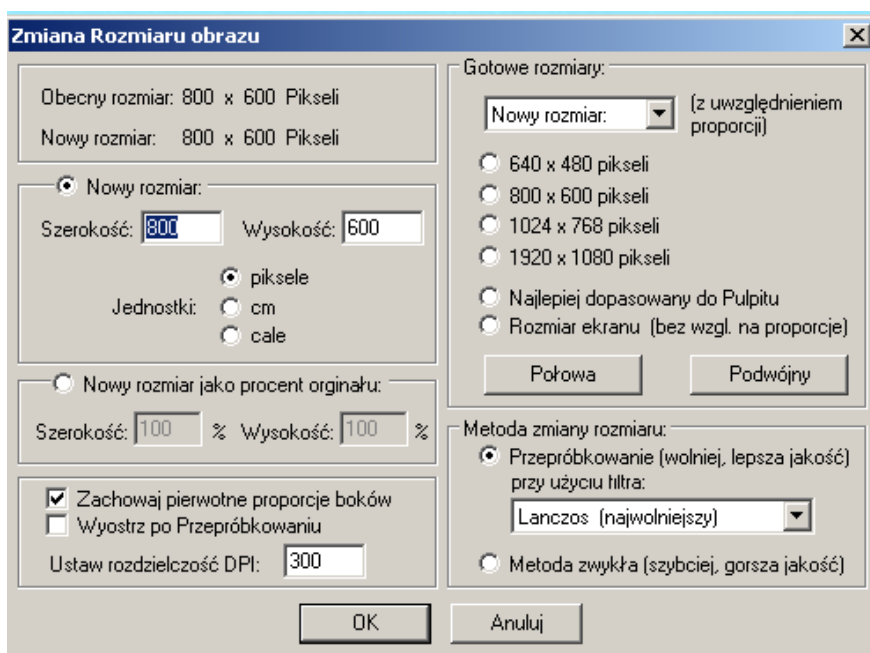 Zmiana Rozmiaru obrazu
Obecny rozmiar: 800 x 600 Pikseli
Nowy rozmiar: 800 x 600 Pikseli
Nowy rozmiar:
Szerokość: 800 Wysokość: 600
Jednostki:
piksele
cm
cale
Nowy rozmiar jako procent orginału:
Szerokość: 100 % Wysokość: 100 %
Zachowaj pierwotne proporcje boków
Wyostrz po Przepróbkowaniu
Ustaw rozdzielczość DPI: 300
Gotowe rozmiary:
Nowy rozmiar: (z uwzględnieniem
proporcji)
640 x 480 pikseli
800 x 600 pikseli
1024 x 768 pikseli
1920 x 1080 pikseli
Najlepiej dopasowany do Pulpitu
Rozmiar ekranu (bez wzgl. na proporcje)
Połowa Podwójny
Metoda zmiany rozmiaru:
Przepróbkowanie (wolniej, lepsza jakość)
przy użyciu filtra:
Lanczos (najwolniejszy)
Metoda zwykła (szybciej, gorsza jakość)
OK Anuluj